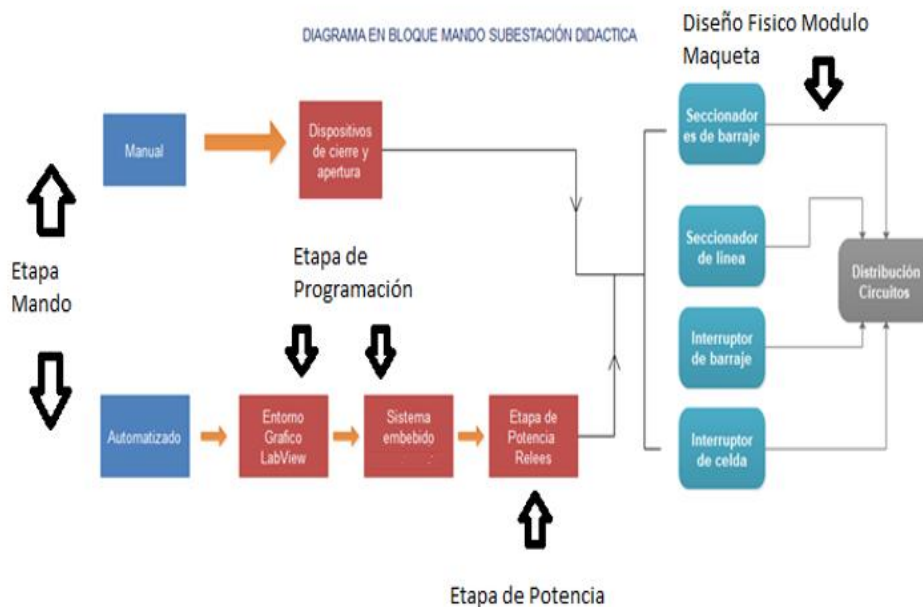 DIAGRAMA EN BLOQUE MANDO SUBESTACIÓN DIDACTICA
Diseño Fisico Modulo
Maqueta
Manual
Dispositivos
de cierre y
apertura
Seccionador
es de barraje
Etapa
Mando
Etapa de
Programación
Seccionador
de línea
Distribución
Circuitos
Interruptor
de barraje
Automatizado
Entorno
Grafico
LabView
Sistema
embebido
Etapa de
Potencia
Relees
Interruptor
de celda
Etapa de Potencia